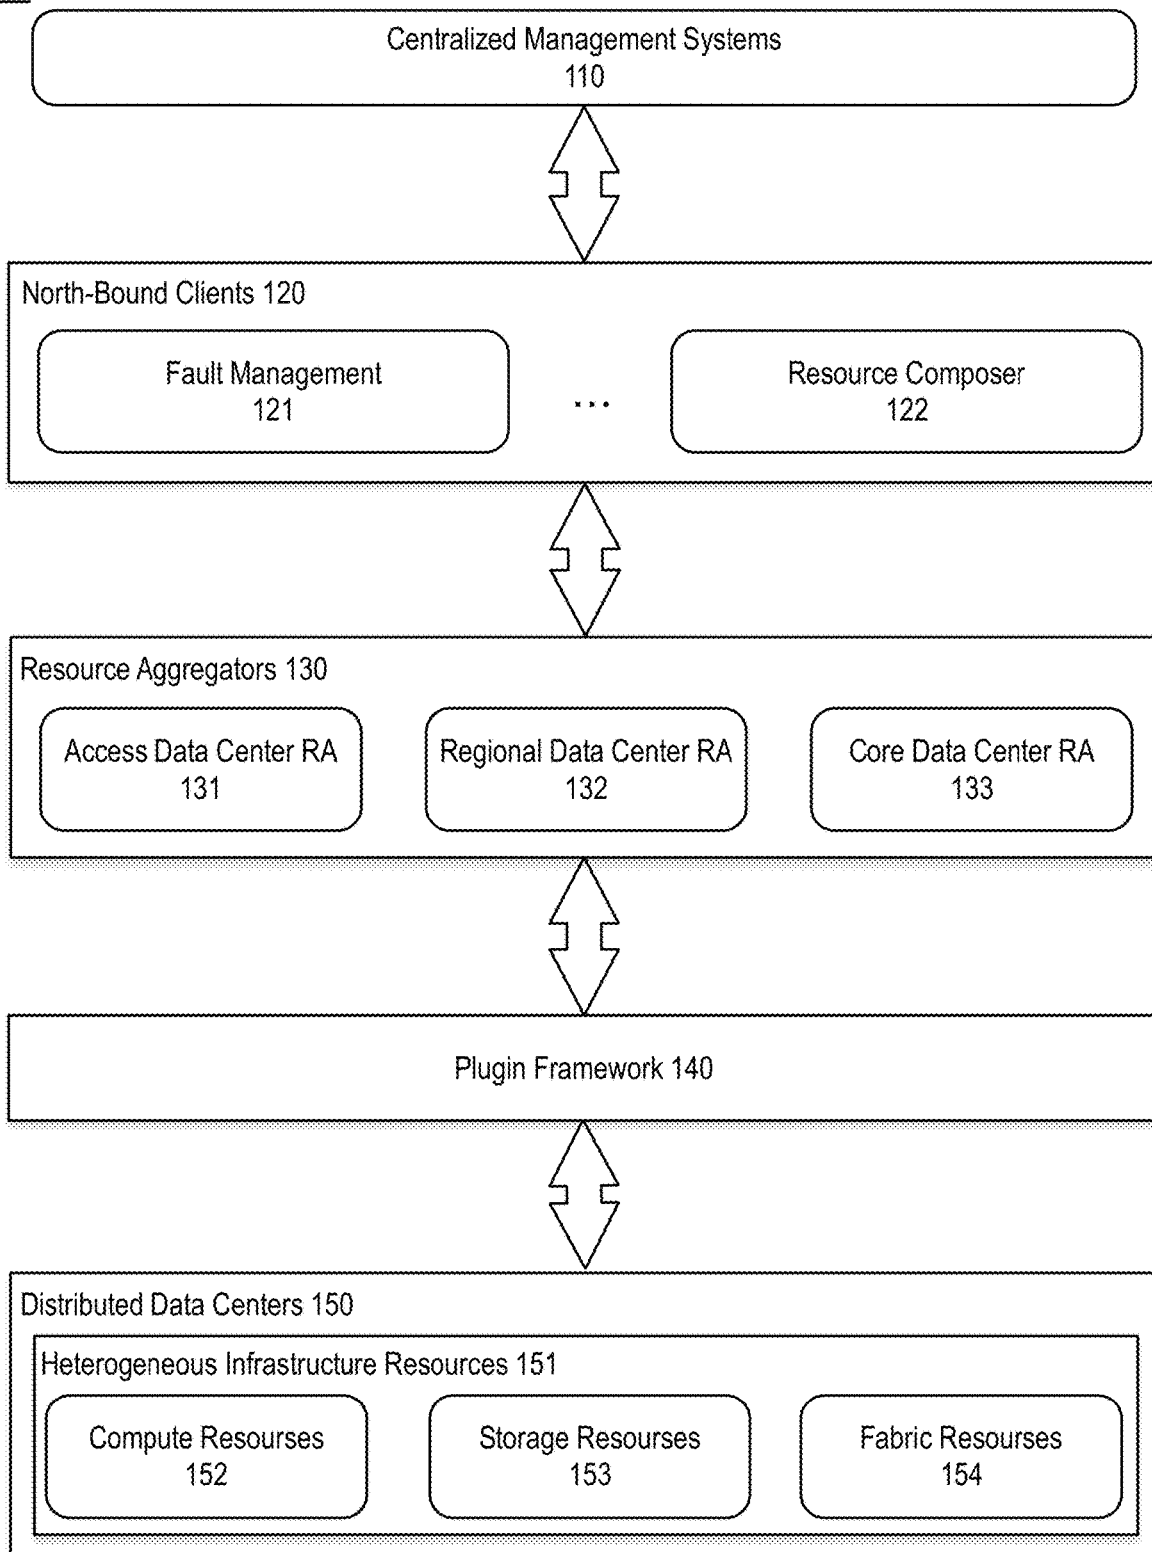 Centralized Management Systems
110
North-Bound Clients 120
Fault Management
121
...
Resource Composer
122
Resource Aggregators 130
Access Data Center RA
131
Regional Data Center RA
132
Core Data Center RA
133
Plugin Framework 140
Distributed Data Centers 150
Heterogeneous Infrastructure Resources 151
Compute Resourses
152
Storage Resourses
153
Fabric Resourses
154